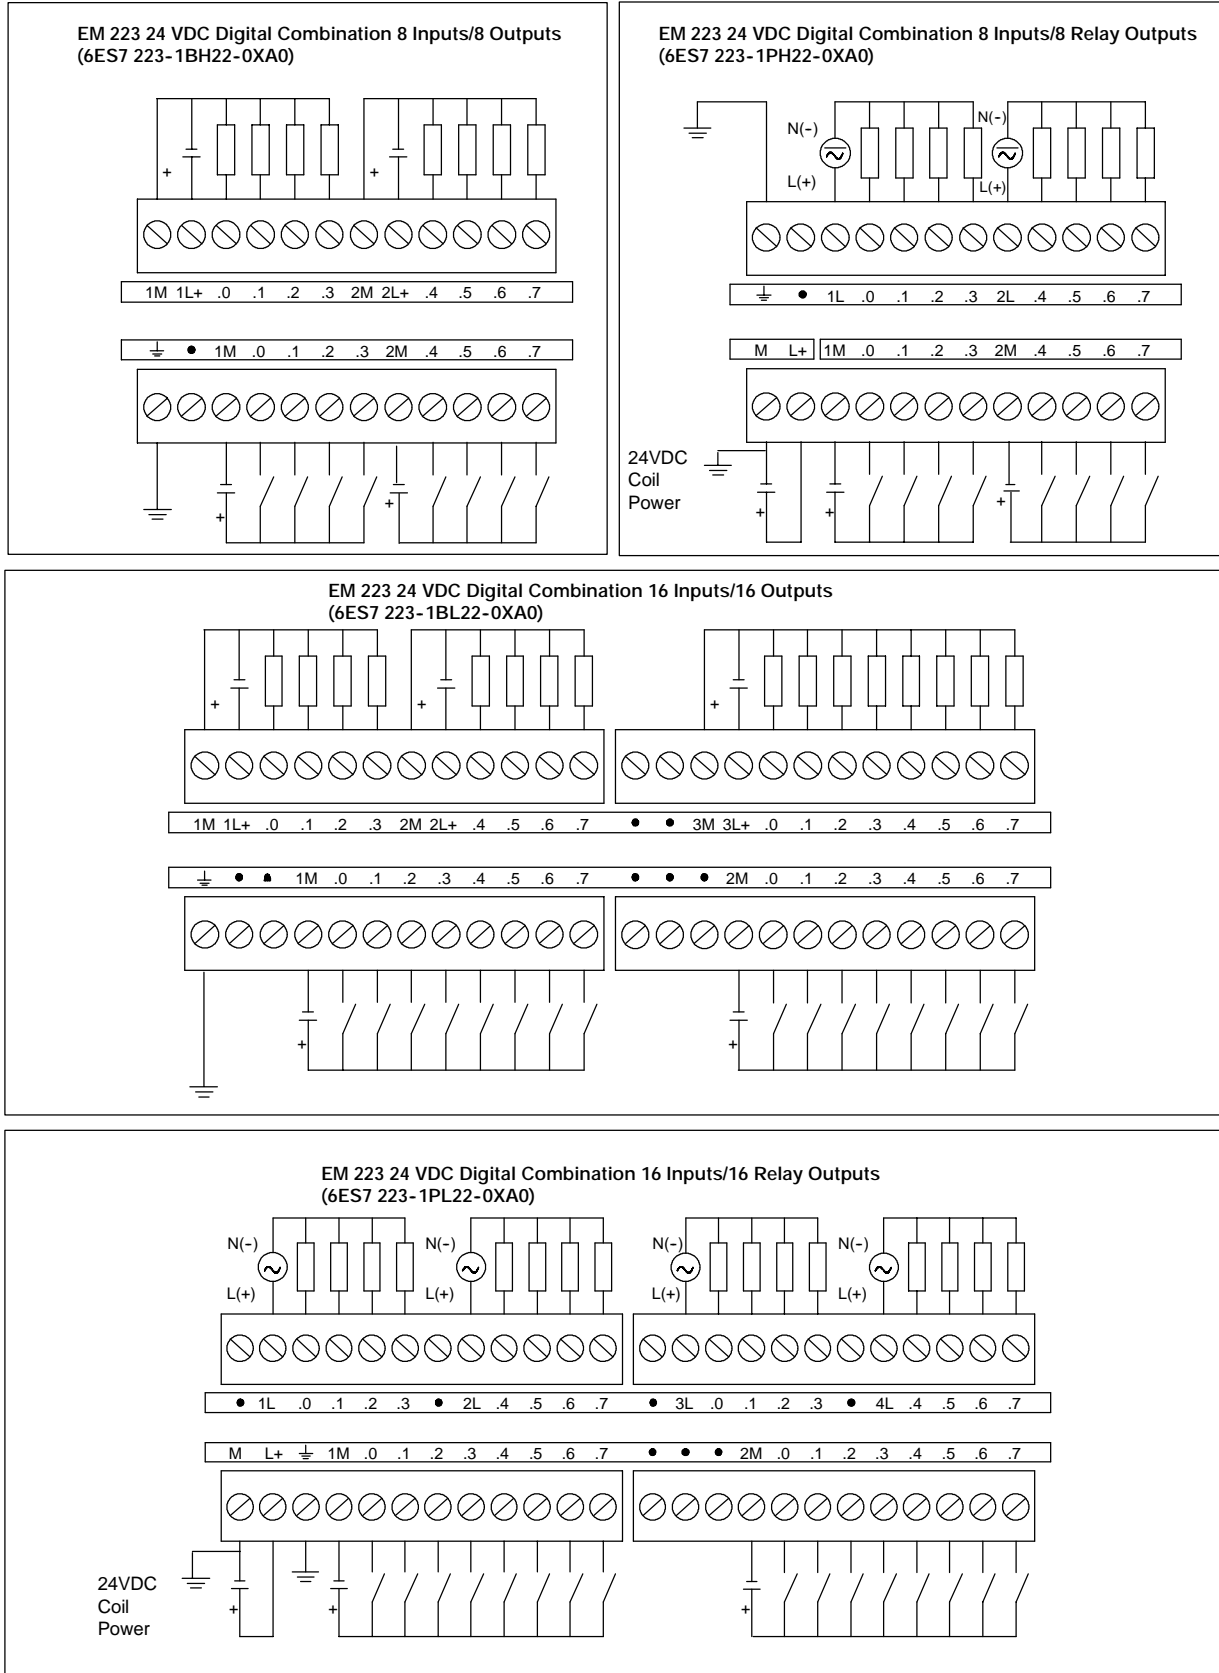 EM 223 24 VDC Digital Combination 8 Inputs/8 Outputs
(6ES7 223-1BH22-0XA0)
+ +
1M 1L+ .0 .1 .2 .3 2M 2L+ .4 .5 .6 .7
1M .0 .1 .2 .3 2M .4 .5 .6 .7
+ +
EM 223 24 VDC Digital Combination 8 Inputs/8 Relay Outputs
(6ES7 223-1PH22-0XA0)
N(-) N(-)
L(+) L(+)
1L .0 .1 .2 .3 2L .4 .5 .6 .7
M L+ 1M .0 .1 .2 .3 2M .4 .5 .6 .7
24VDC
Coil
Power
+ + +
EM 223 24 VDC Digital Combination 16 Inputs/16 Outputs
(6ES7 223-1BL22-0XA0)
+ + +
1M 1L+ .0 .1 .2 .3 2M 2L+ .4 .5 .6 .7 3M 3L+ .0 .1 .2 .3 .4 .5 .6 .7
1M .0 .1 .2 .3 .4 .5 .6 .7 2M .0 .1 .2 .3 .4 .5 .6 .7
+ +
EM 223 24 VDC Digital Combination 16 Inputs/16 Relay Outputs
(6ES7 223-1PL22-0XA0)
N(-) N(-) N(-) N(-)
L(+) L(+) L(+) L(+)
1L .0 .1 .2 .3 2L .4 .5 .6 .7 3L .0 .1 .2 .3 4L .4 .5 .6 .7
M L+ 1M .0 .1 .2 .3 .4 .5 .6 .7 2M .0 .1 .2 .3 .4 .5 .6 .7
24VDC
Coil
Power
+ + +